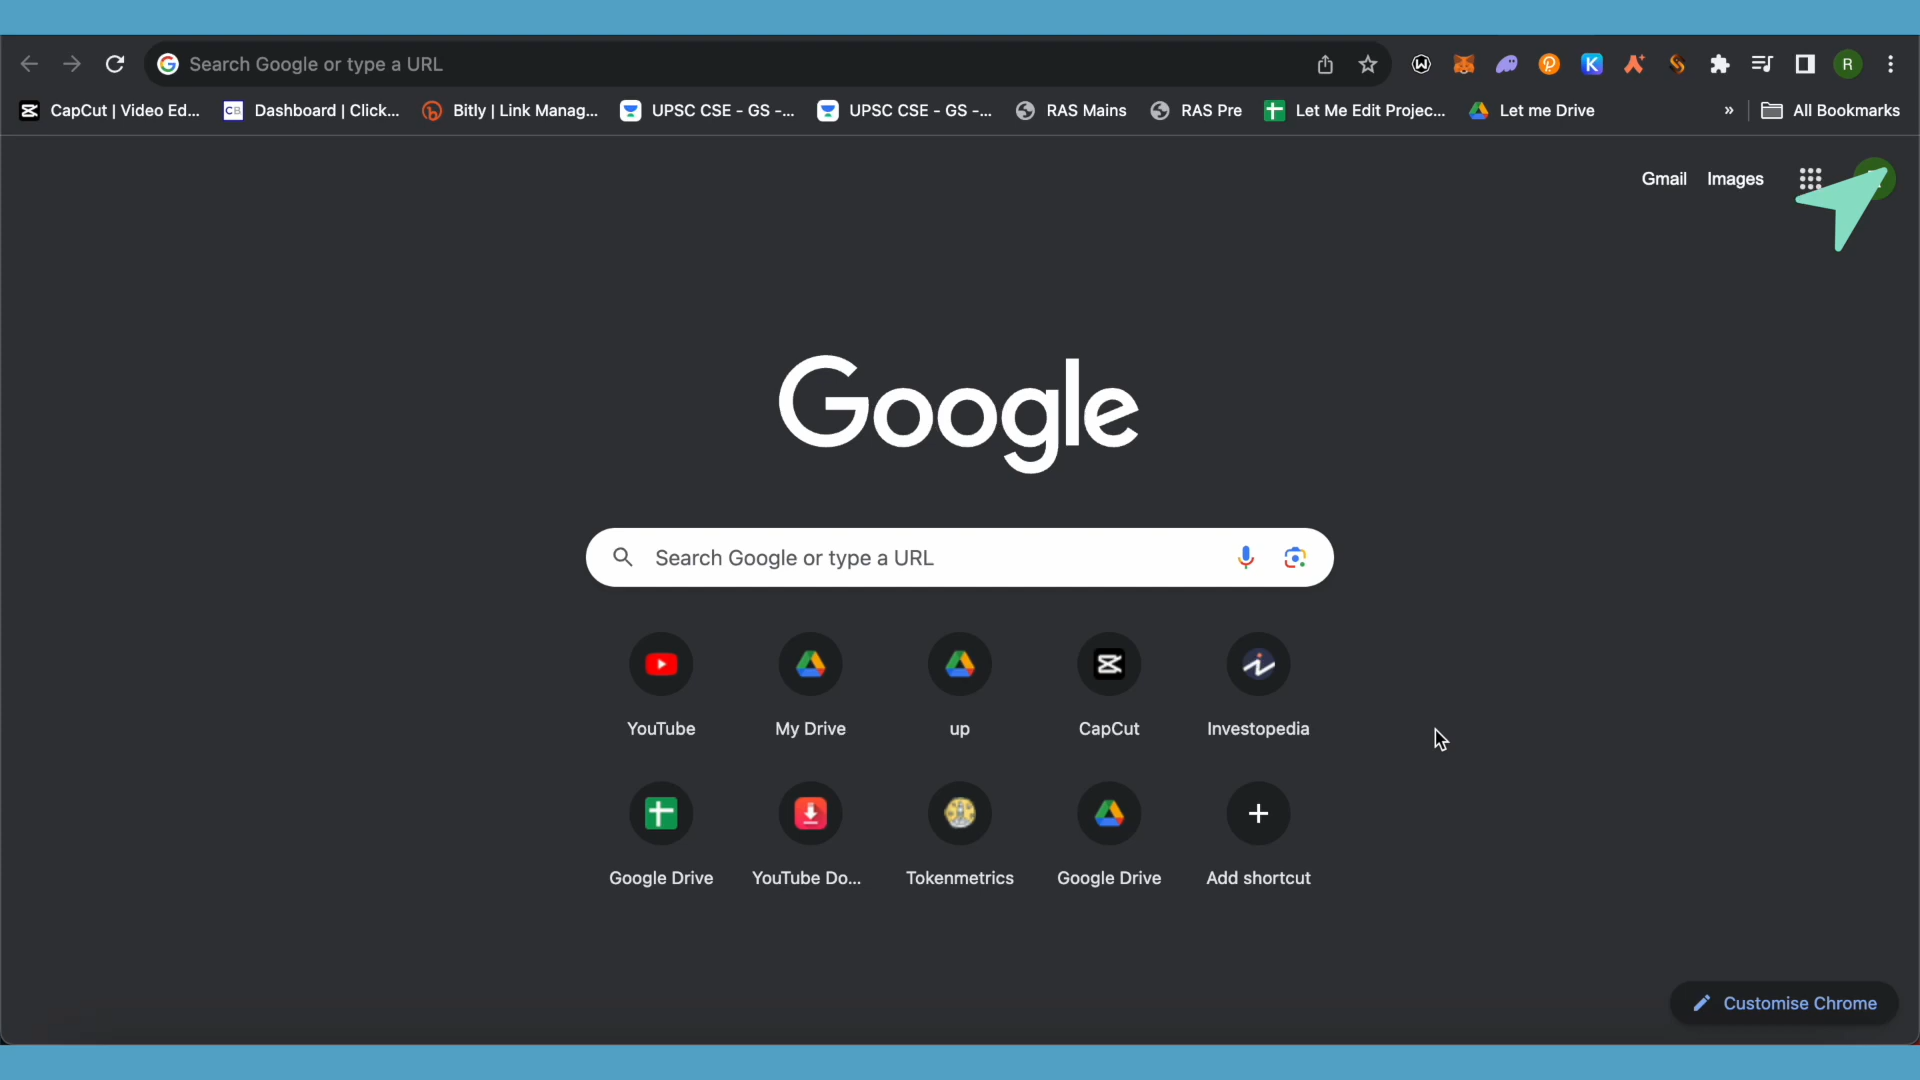 Search Google or type a URL
R
CapCut | Video Ed...
CB
Dashboard | Click...
Bitly | Link Manag...
UPSC CSE - GS -...
UPSC CSE - GS -...
RAS Mains
RAS Pre
Let Me Edit Projec...
Let me Drive
»
All Bookmarks
Gmail
Images
Google
Search Google or type a URL
YouTube
My Drive
up
CapCut
Investopedia
Google Drive
YouTube Do...
Tokenmetrics
Google Drive
Add shortcut
Customise Chrome